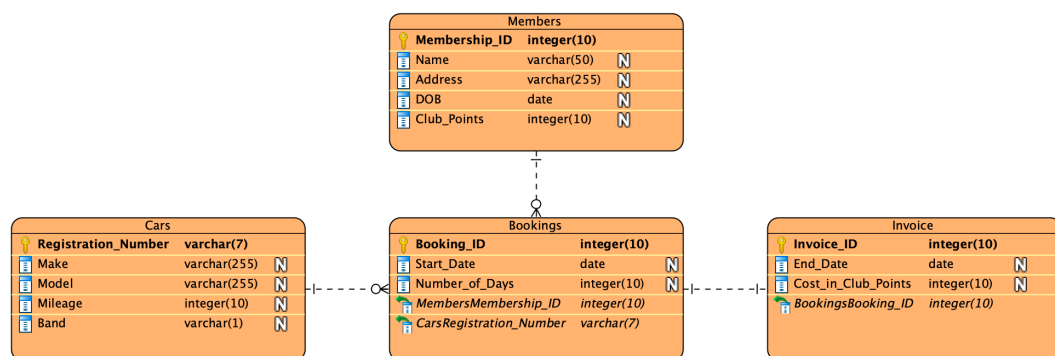 Members
Membership_ID integer(10)
Name varchar(50) N
Address varchar(255) N
DOB date N
Club_Points integer(10) N
Cars
Registration_Number varchar(7)
Make varchar(255) N
Model varchar(255) N
Mileage integer(10) N
Band varchar(1) N
Bookings
Booking_ID integer(10)
Start_Date date N
Number_of_Days integer(10) N
MembersMembership_ID integer(10)
CarsRegistration_Number varchar(7)
Invoice
Invoice_ID integer(10)
End_Date date N
Cost_in_Club_Points integer(10) N
BookingsBooking_ID integer(10)